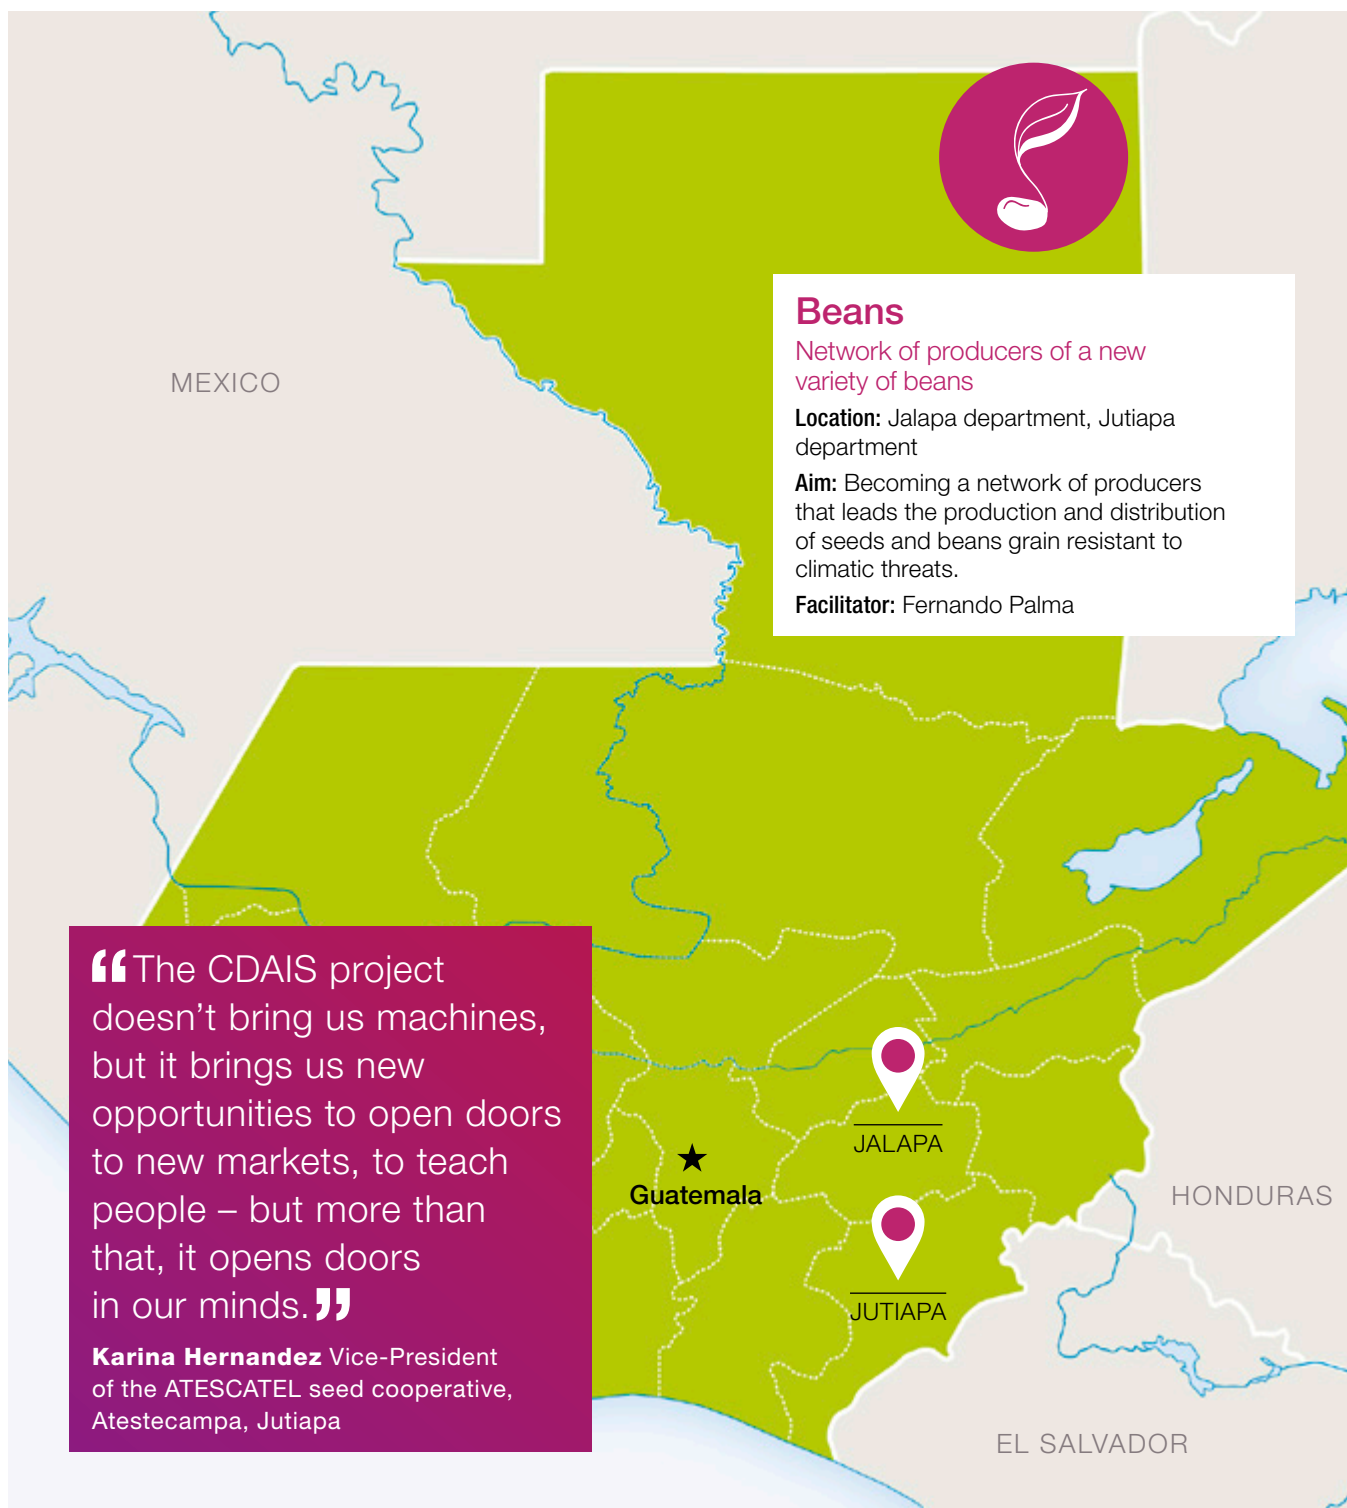 MEXICO
Beans
Network of producers of a new
variety of beans
Location: Jalapa department, Jutiapa
department
Aim: Becoming a network of producers
that leads the production and distribution
of seeds and beans grain resistant to
climatic threats.
Facilitator: Fernando Palma
“The CDAIS project
doesn’t bring us machines,
but it brings us new
opportunities to open doors
to new markets, to teach
people – but more than
that, it opens doors
in our minds.”
Karina Hernandez Vice-President
of the ATESCATEL seed cooperative,
Atestecampa, Jutiapa
JALAPA
Guatemala
JUTIAPA
HONDURAS
EL SALVADOR